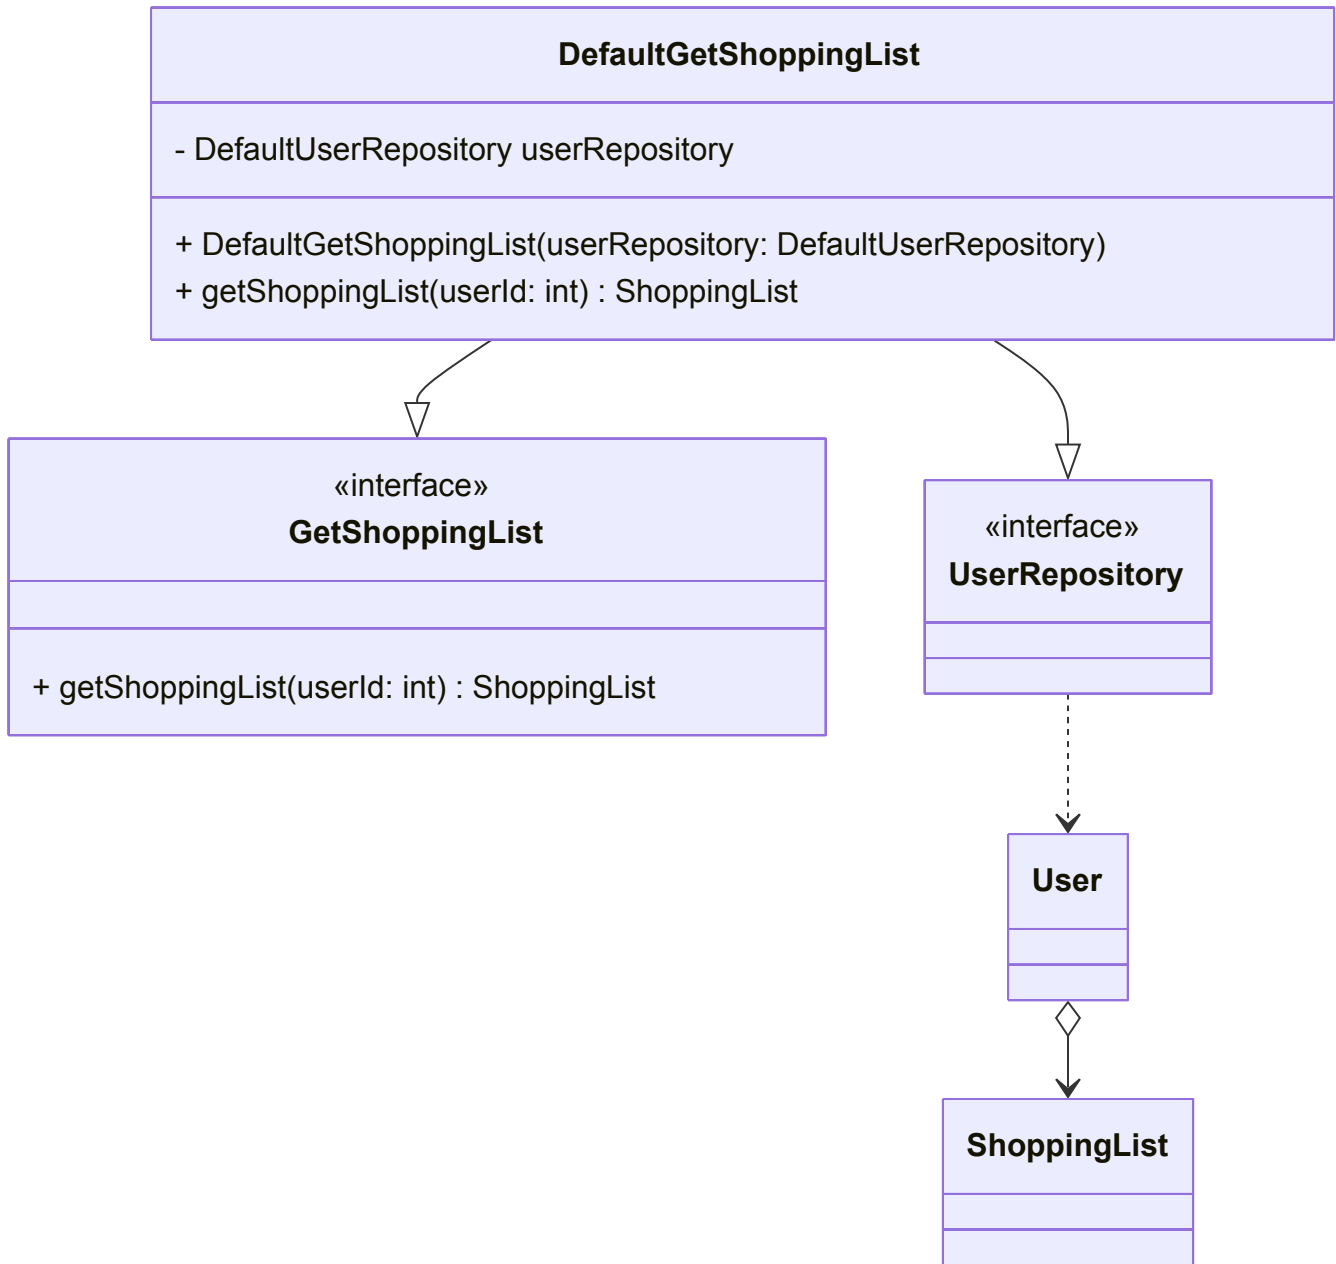 DefaultGetShoppingList
- DefaultUserRepository userRepository
+ DefaultGetShoppingList(userRepository: DefaultUserRepository)
+ getShoppingList(userId: int) : ShoppingList
«interface»
GetShoppingList
+ getShoppingList(userId: int) : ShoppingList
«interface»
UserRepository
User
ShoppingList